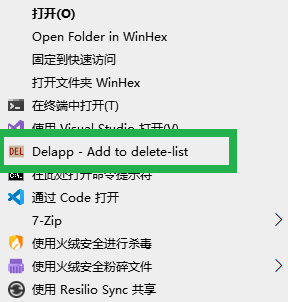 打开(O)
Open Folder in WinHex
固定到快速访问
打开文件夹 WinHex
在终端中打开(T)
使用 Visual Studio 打开(V)
DEL Delapp - Add to delete-list
在此处打开命令提示符
通过 Code 打开
7-Zip
使用火绒安全进行杀毒
使用火绒安全粉碎文件
使用 Resilio Sync 共享